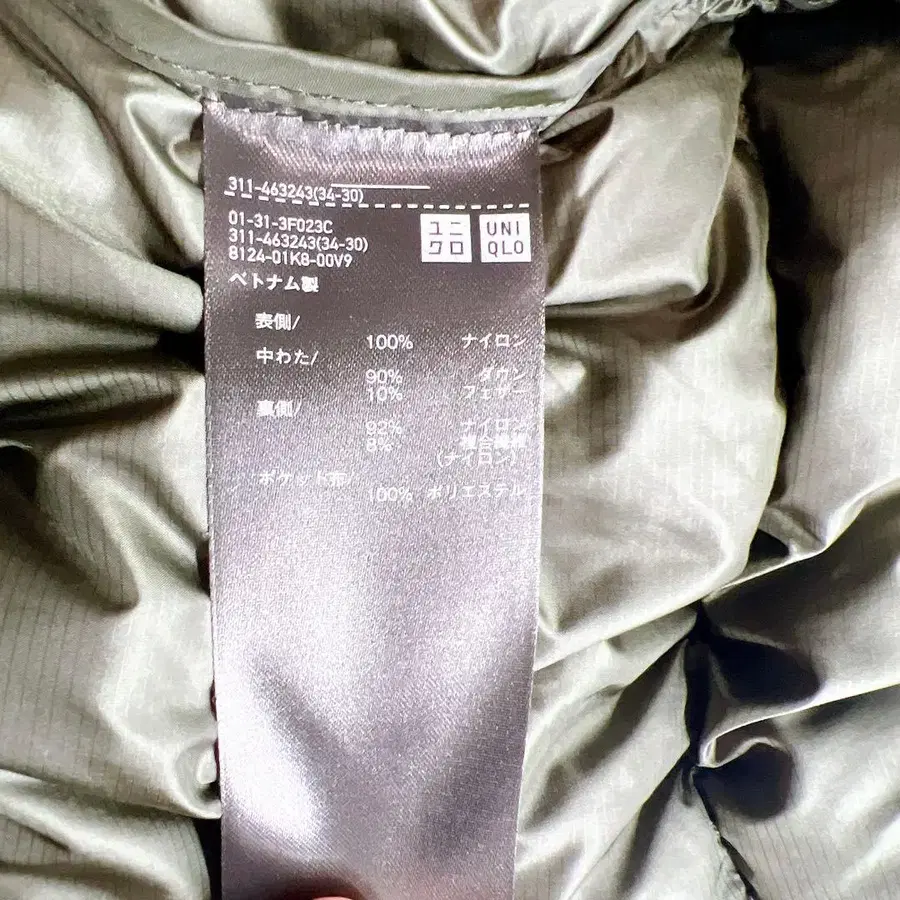 311-463243(34-30)
01-31-3F023C
311-463243(34-30)
8124-01K8-00V9
ユニ
クロ
UNI
QLO
ベトナム製
表側/
100% ナイロン
中わた/
90% ダウン
10% フェザー
裏側/
92% ナイロン
8% 複合繊維
(ナイロン)
ポケット布/
100% ポリエステル